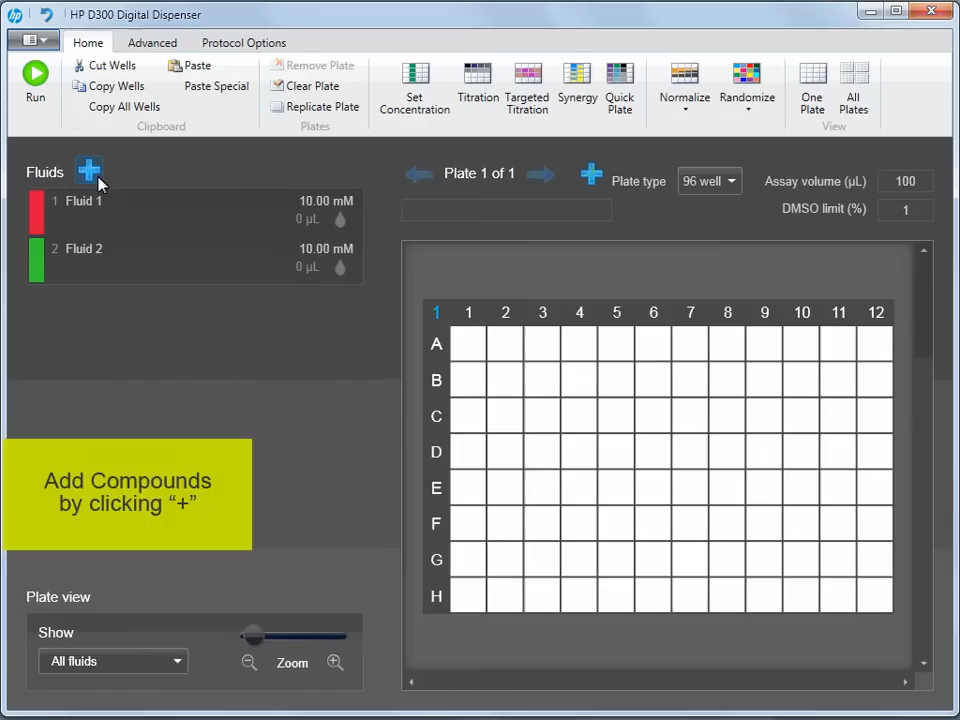 hp
HP D300 Digital Dispenser
Home
Advanced
Protocol Options
Run
Cut Wells
Copy Wells
Copy All Wells
Paste
Paste Special
Clipboard
Remove Plate
Clear Plate
Replicate Plate
Plates
Set
Concentration
Titration
Targeted
Titration
Synergy
Quick
Plate
Normalize
Randomize
One
Plate
All
Plates
View
Fluids
1 Fluid 1 10.00 mM
0 µL
2 Fluid 2 10.00 mM
0 µL
Add Compounds
by clicking “+”
Plate view
Show
All fluids
Zoom
Plate 1 of 1
Plate type
96 well
Assay volume (µL)
100
DMSO limit (%)
1
1 1 2 3 4 5 6 7 8 9 10 11 12
A
B
C
D
E
F
G
H